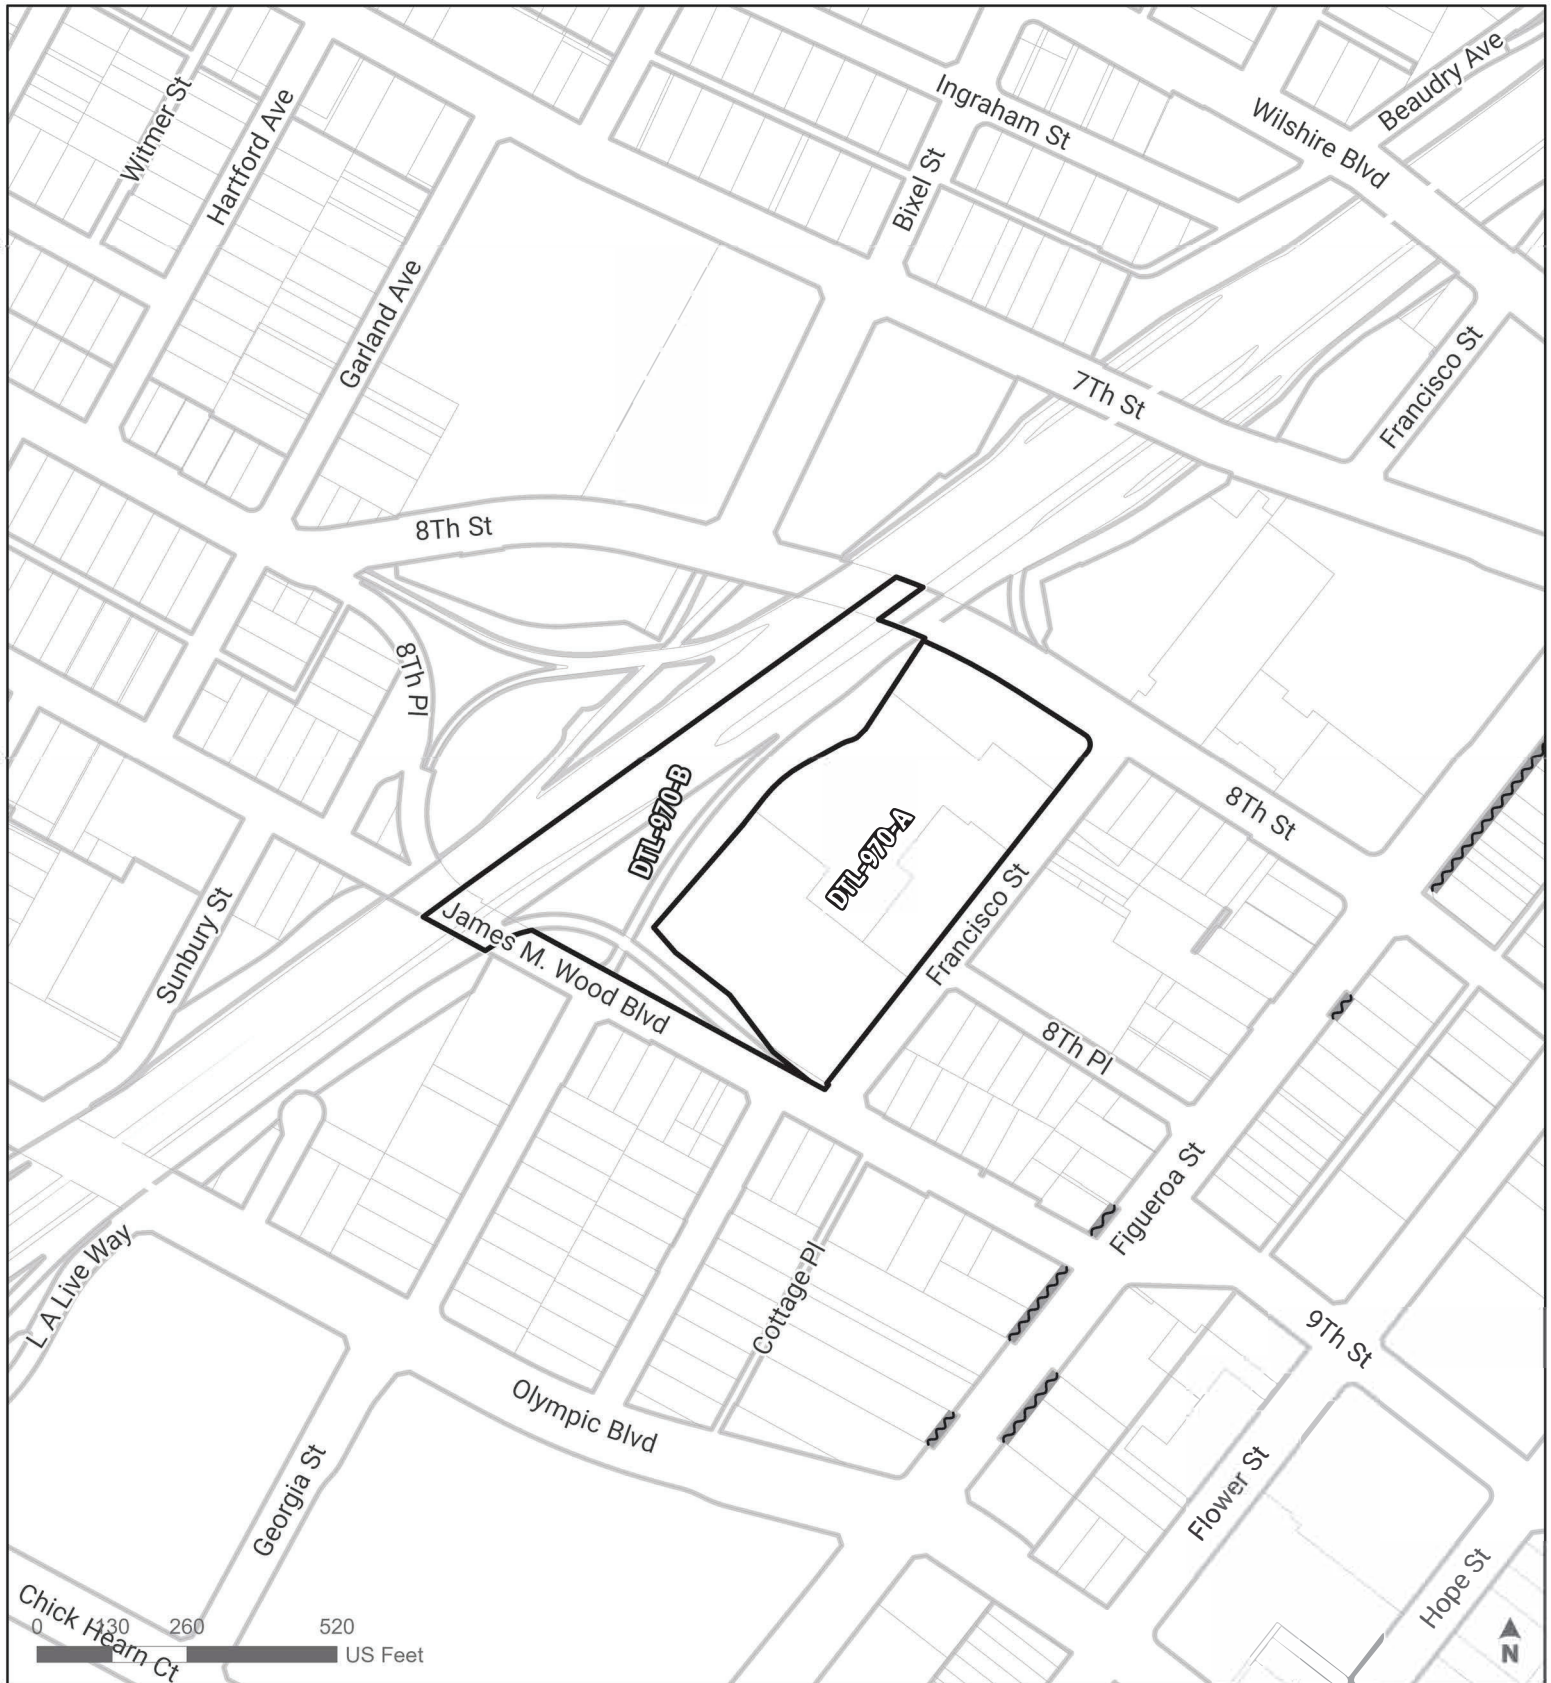 Witmer St
Hartford Ave
Ingraham St
Wilshire Blvd
Beaudry Ave
Bixel St
Garland Ave
7Th St
Francisco St
8Th St
8Th Pl
DTL-970-B
DTL-970-A
8Th St
Sunbury St
James M. Wood Blvd
Francisco St
8Th Pl
Figueroa St
L A Live Way
Cottage Pl
9Th St
Olympic Blvd
Georgia St
Flower St
Hope St
Chick Hearn Ct
0 130 260 520
US Feet
N